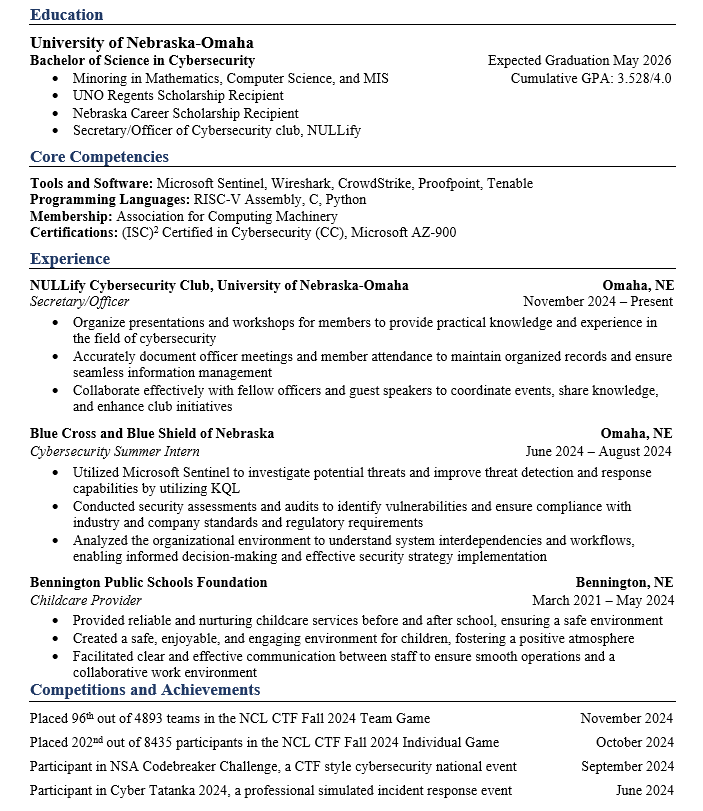 Education
University of Nebraska-Omaha
Bachelor of Science in Cybersecurity Expected Graduation May 2026
• Minoring in Mathematics, Computer Science, and MIS Cumulative GPA: 3.528/4.0
• UNO Regents Scholarship Recipient
• Nebraska Career Scholarship Recipient
• Secretary/Officer of Cybersecurity club, NULLify
Core Competencies
Tools and Software: Microsoft Sentinel, Wireshark, CrowdStrike, Proofpoint, Tenable
Programming Languages: RISC-V Assembly, C, Python
Membership: Association for Computing Machinery
Certifications: (ISC)² Certified in Cybersecurity (CC), Microsoft AZ-900
Experience
NULLify Cybersecurity Club, University of Nebraska-Omaha Omaha, NE
Secretary/Officer November 2024 – Present
• Organize presentations and workshops for members to provide practical knowledge and experience in
the field of cybersecurity
• Accurately document officer meetings and member attendance to maintain organized records and ensure
seamless information management
• Collaborate effectively with fellow officers and guest speakers to coordinate events, share knowledge,
and enhance club initiatives
Blue Cross and Blue Shield of Nebraska Omaha, NE
Cybersecurity Summer Intern June 2024 – August 2024
• Utilized Microsoft Sentinel to investigate potential threats and improve threat detection and response
capabilities by utilizing KQL
• Conducted security assessments and audits to identify vulnerabilities and ensure compliance with
industry and company standards and regulatory requirements
• Analyzed the organizational environment to understand system interdependencies and workflows,
enabling informed decision-making and effective security strategy implementation
Bennington Public Schools Foundation Bennington, NE
Childcare Provider March 2021 – May 2024
• Provided reliable and nurturing childcare services before and after school, ensuring a safe environment
• Created a safe, enjoyable, and engaging environment for children, fostering a positive atmosphere
• Facilitated clear and effective communication between staff to ensure smooth operations and a
collaborative work environment
Competitions and Achievements
Placed 96th out of 4893 teams in the NCL CTF Fall 2024 Team Game November 2024
Placed 202nd out of 8435 participants in the NCL CTF Fall 2024 Individual Game October 2024
Participant in NSA Codebreaker Challenge, a CTF style cybersecurity national event September 2024
Participant in Cyber Tatanka 2024, a professional simulated incident response event June 2024